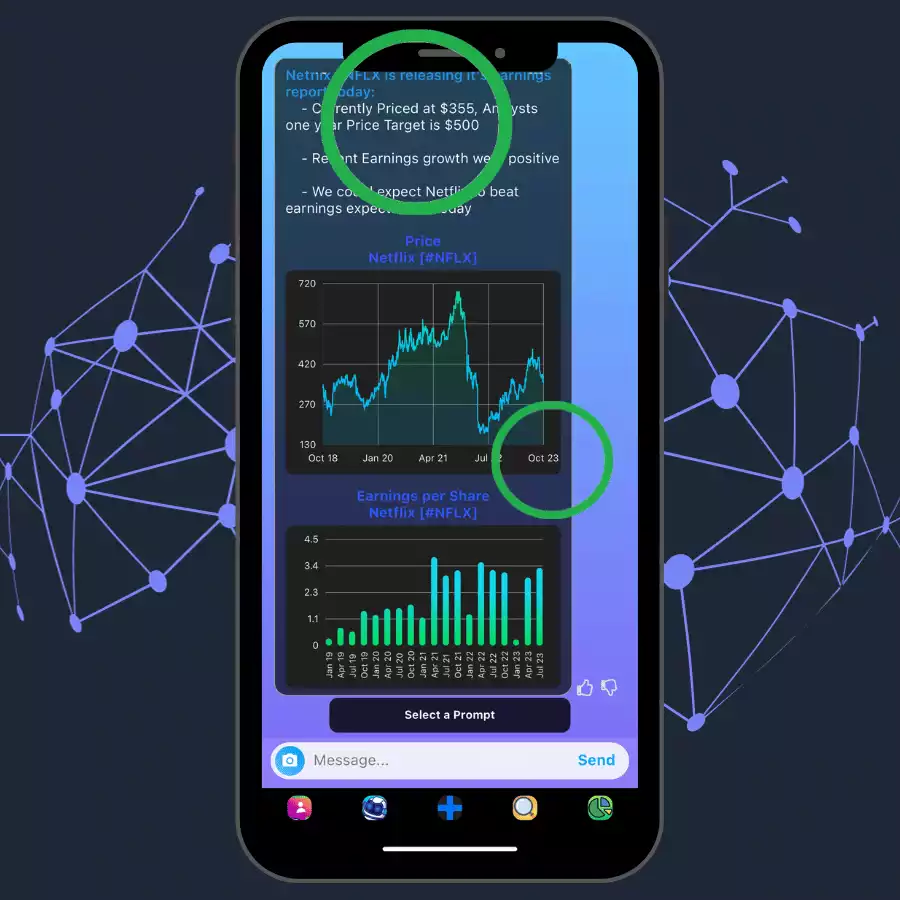 Netflix #NFLX is releasing it's earnings
report today:
- Currently Priced at $355, Analysts
one year Price Target is $500
- Recent Earnings growth were positive
- We could expect Netflix to beat
earnings expectations today
Price
Netflix [#NFLX]
720
570
420
270
130
Oct 18 Jan 20 Apr 21 Jul 22 Oct 23
Earnings per Share
Netflix [#NFLX]
4.5
3.4
2.3
1.1
0
Jan 19 Apr 19 Jul 19 Oct 19 Jan 20 Apr 20 Jul 20 Oct 20 Jan 21 Apr 21 Jul 21 Oct 21 Jan 22 Apr 22 Jul 22 Oct 22 Jan 23 Apr 23 Jul 23
Select a Prompt
Message...
Send